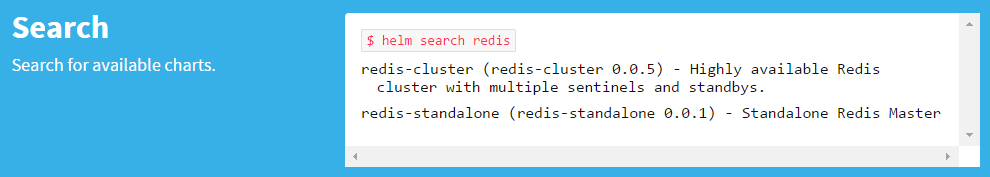 Search
Search for available charts.
$ helm search redis
redis-cluster (redis-cluster 0.0.5) - Highly available Redis
cluster with multiple sentinels and standbys.
redis-standalone (redis-standalone 0.0.1) - Standalone Redis Master